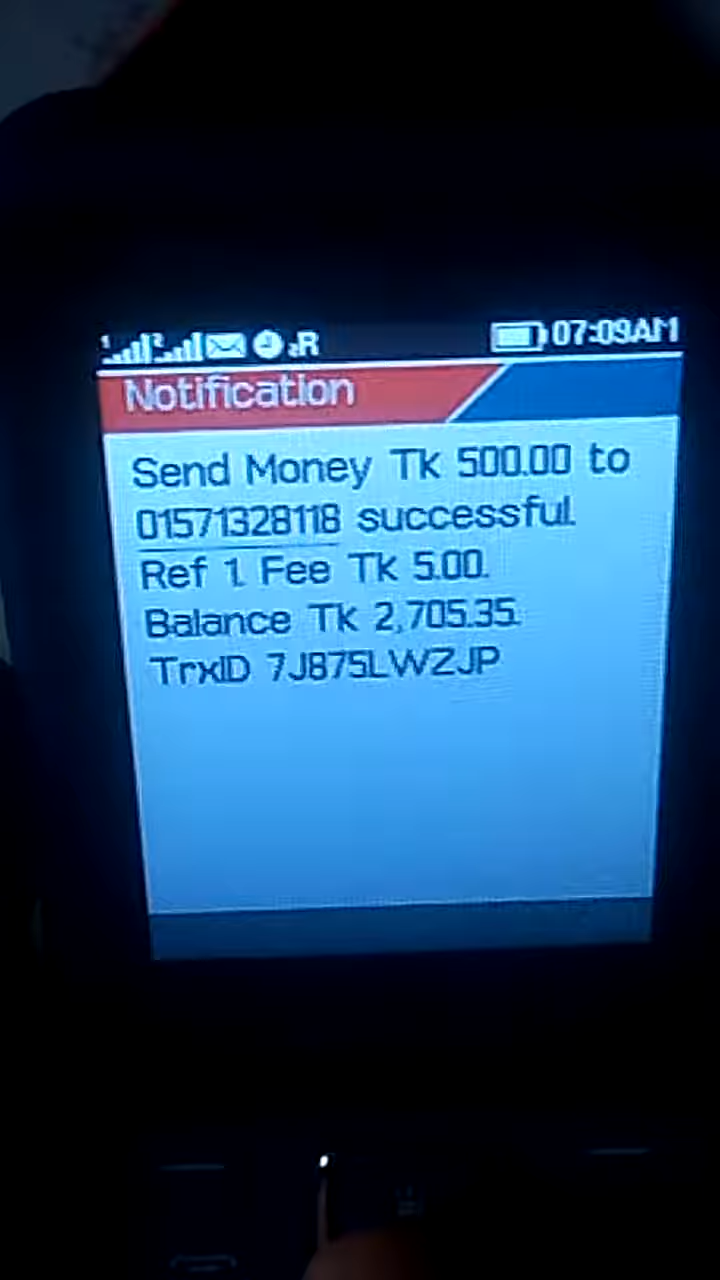 07:09AM
Notification
Send Money Tk 500.00 to
01571328118 successful.
Ref 1. Fee Tk 5.00.
Balance Tk 2,705.35.
TrxID 7J875LWZJP